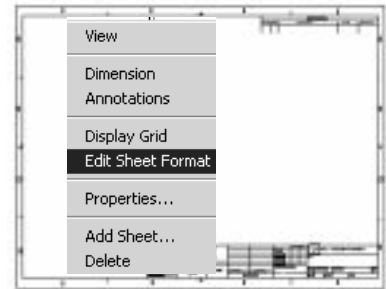 View
Dimension
Annotations
Display Grid
Edit Sheet Format
Properties...
Add Sheet...
Delete